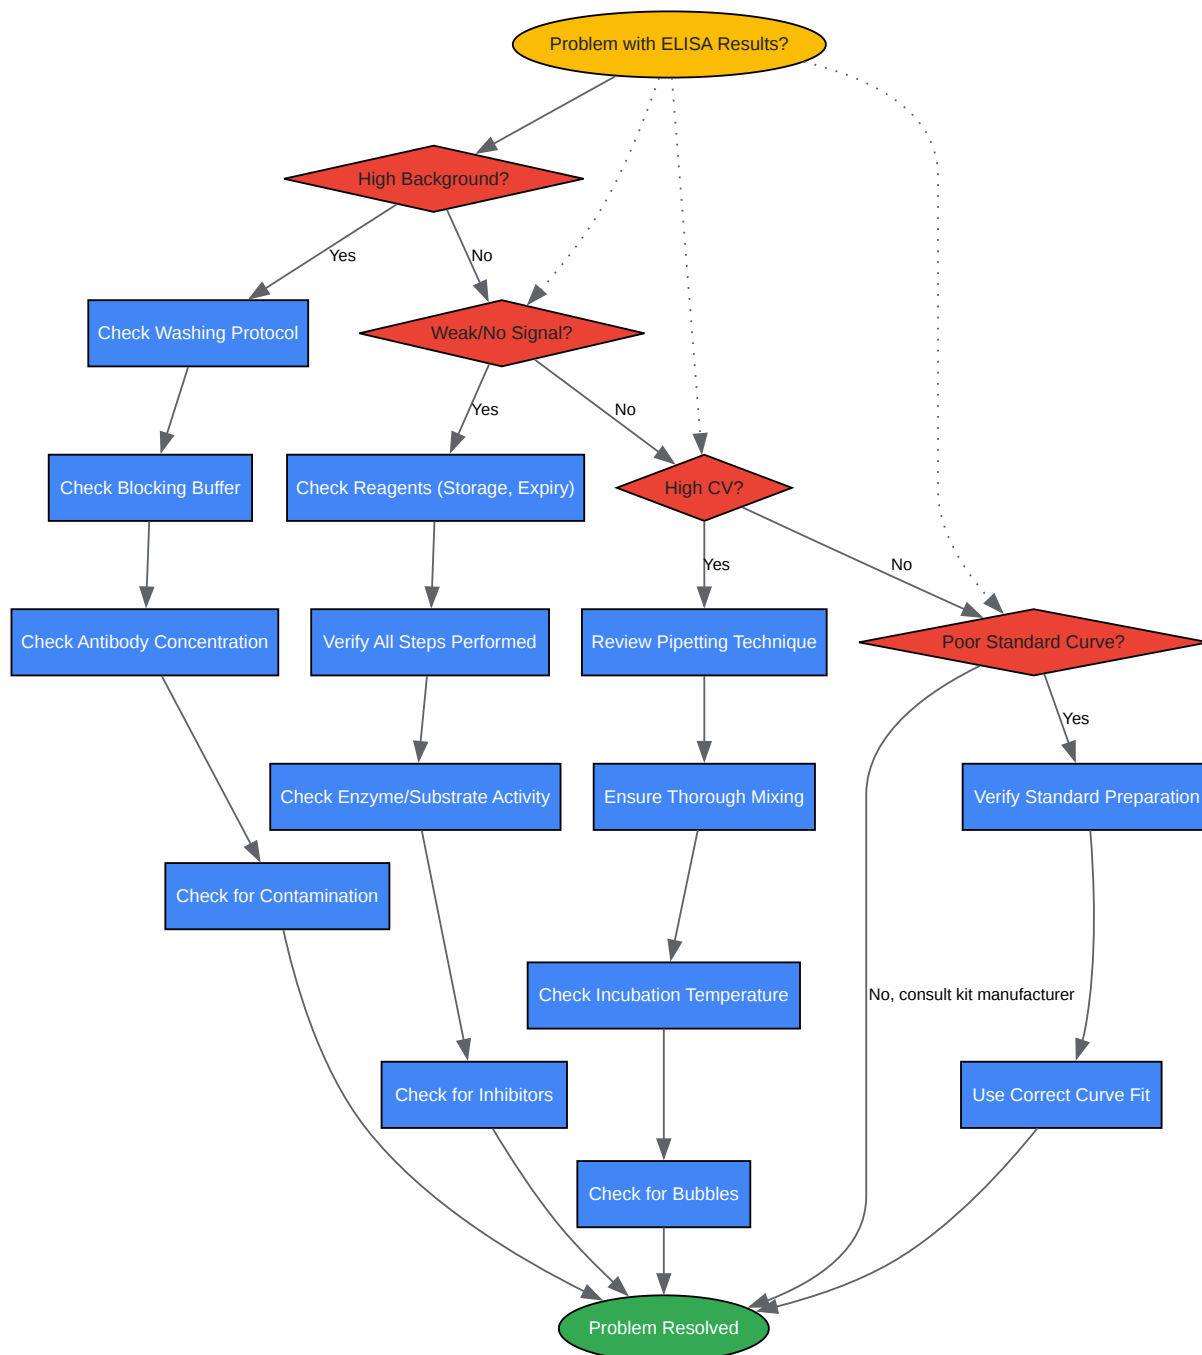 Problem with ELISA Results?
High Background?
Yes
No
Check Washing Protocol
Weak/No Signal?
Yes
No
Check Blocking Buffer
Check Reagents (Storage, Expiry)
High CV?
Yes
No
Check Antibody Concentration
Verify All Steps Performed
Review Pipetting Technique
Poor Standard Curve?
Yes
Check Enzyme/Substrate Activity
Ensure Thorough Mixing
Verify Standard Preparation
Check for Contamination
Check Incubation Temperature
No, consult kit manufacturer
Check for Inhibitors
Use Correct Curve Fit
Check for Bubbles
Problem Resolved